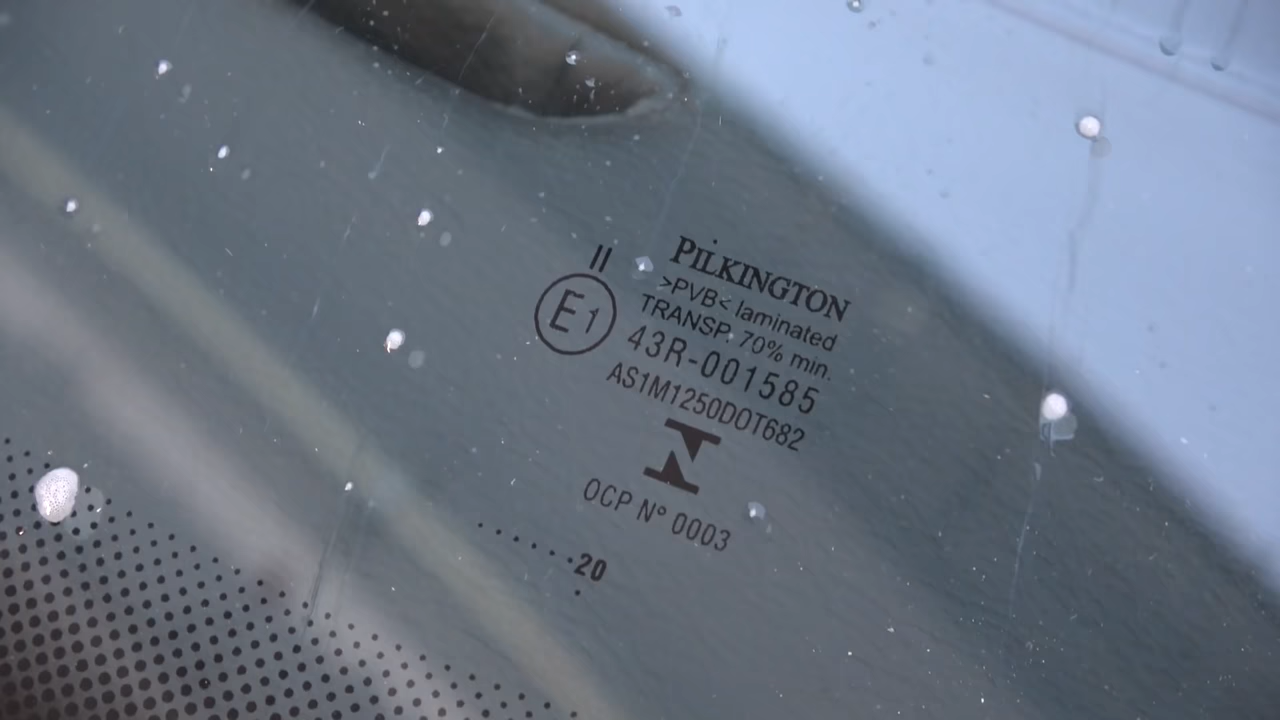 PILKINGTON
>PVB< laminated
TRANSP. 70% min.
II
E1
43R-001585
AS1M1250DOT682
OCP N° 0003
.......20
.